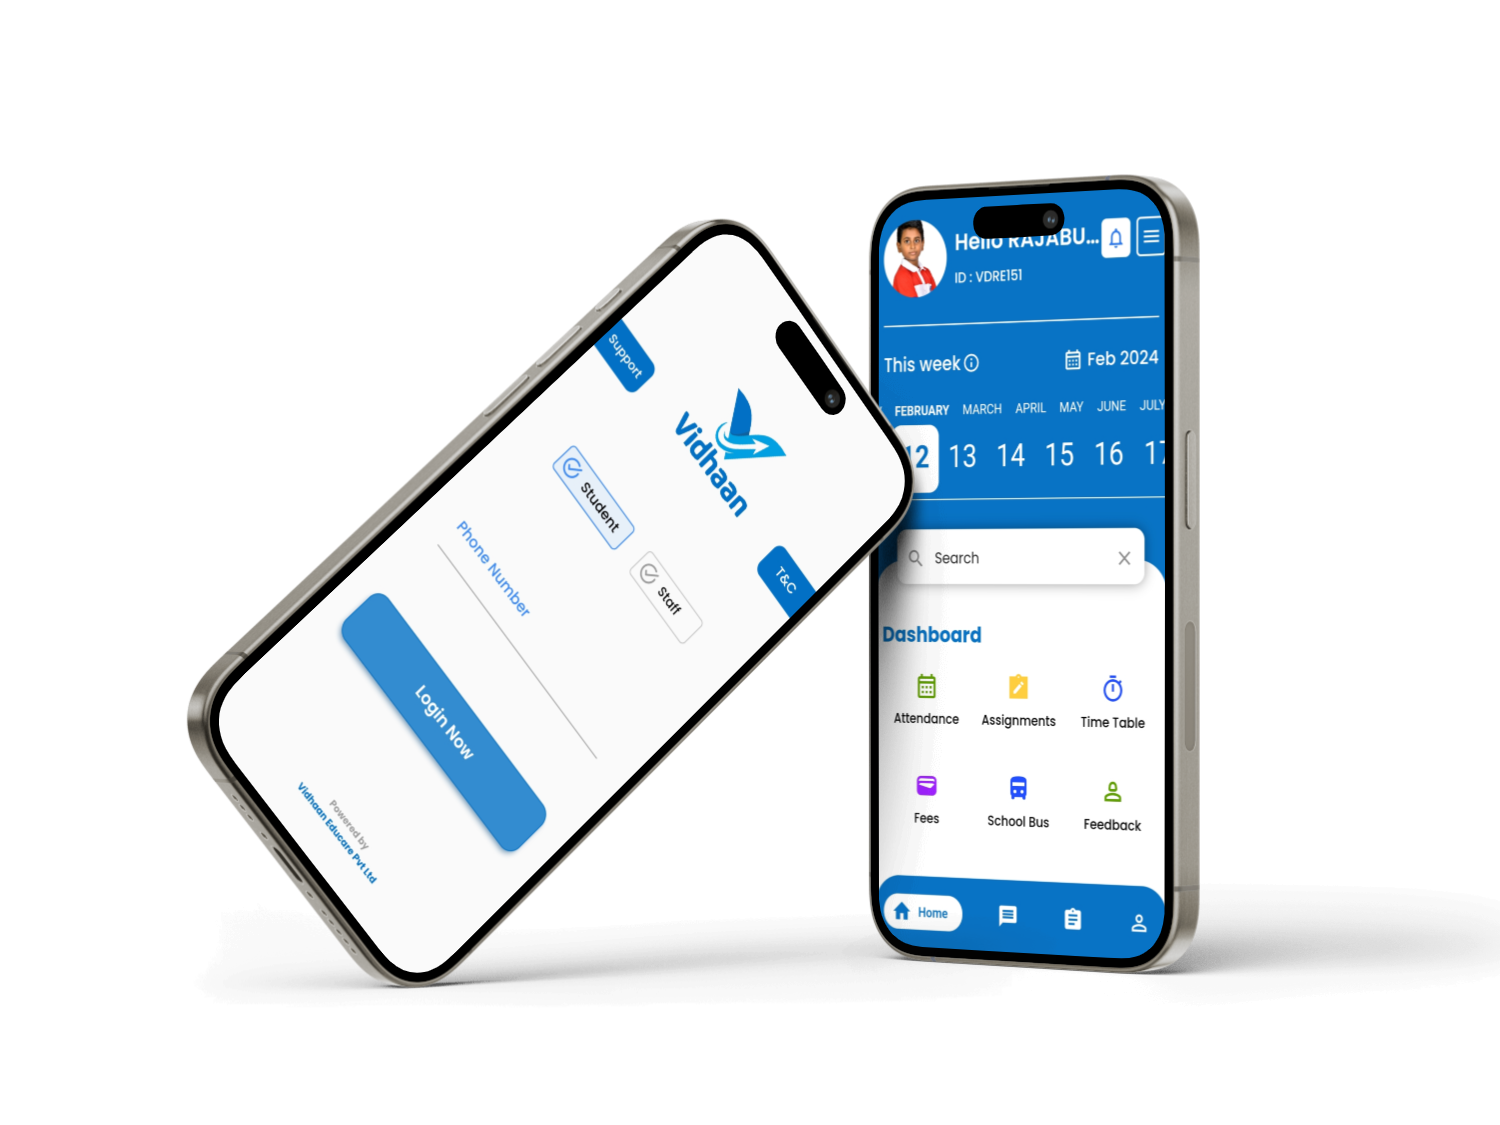 Support
Vidhaan
Student
Staff
T&C
Phone Number
Login Now
Powered by
Vidhaan Educare Pvt Ltd
Hello RAJABU...
ID : VDRE151
This week
Feb 2024
FEBRUARY MARCH APRIL MAY JUNE JULY
12 13 14 15 16 17
Search
Dashboard
Attendance Assignments Time Table
Fees School Bus Feedback
Home